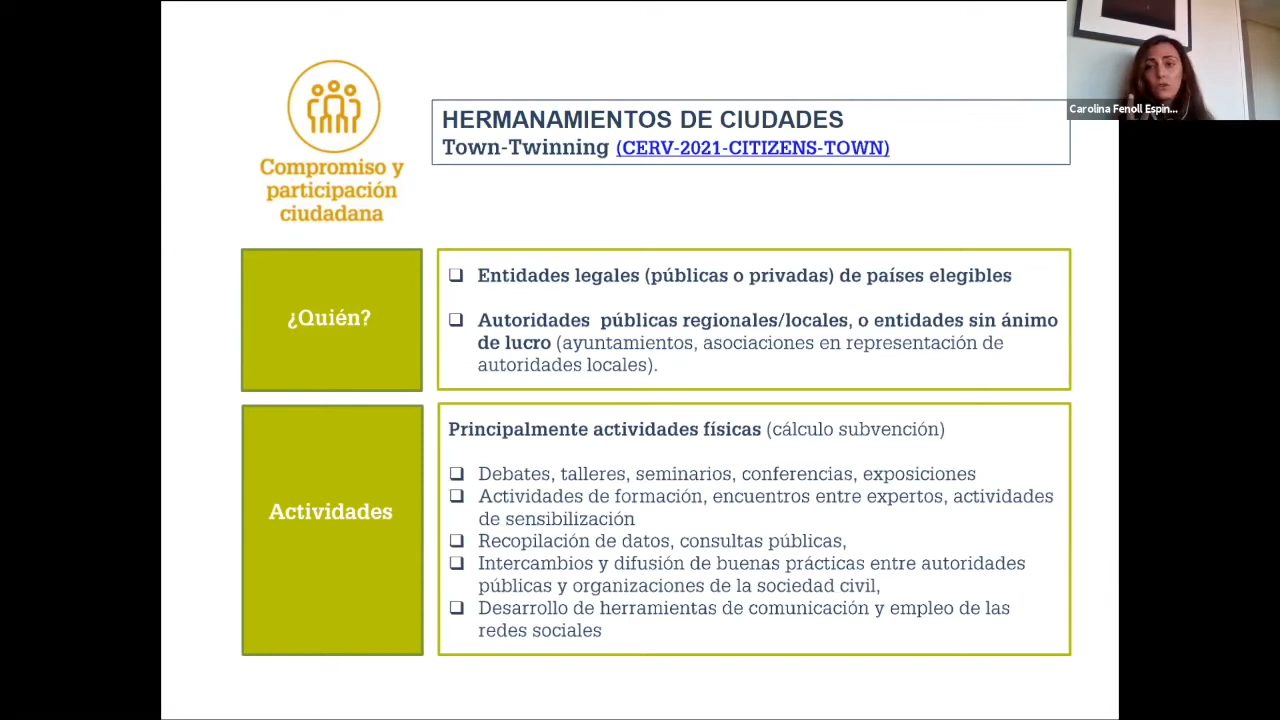 Carolina Fenoll Espin...
Compromiso y
participación
ciudadana
HERMANAMIENTOS DE CIUDADES
Town-Twinning (CERV-2021-CITIZENS-TOWN)
¿Quién?
❑ Entidades legales (públicas o privadas) de países elegibles
❑ Autoridades públicas regionales/locales, o entidades sin ánimo
de lucro (ayuntamientos, asociaciones en representación de
autoridades locales).
Actividades
Principalmente actividades físicas (cálculo subvención)
❑ Debates, talleres, seminarios, conferencias, exposiciones
❑ Actividades de formación, encuentros entre expertos, actividades
de sensibilización
❑ Recopilación de datos, consultas públicas,
❑ Intercambios y difusión de buenas prácticas entre autoridades
públicas y organizaciones de la sociedad civil,
❑ Desarrollo de herramientas de comunicación y empleo de las
redes sociales